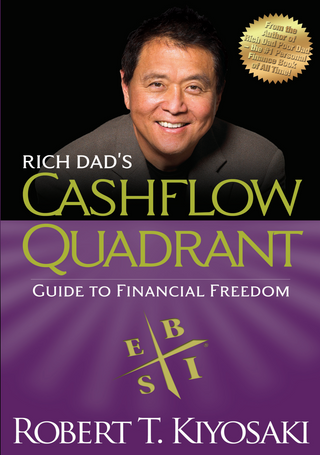 From the
Author of
Rich Dad Poor Dad
– the #1 Personal
Finance Book
of All Time!
RICH DAD'S
CASHFLOW
QUADRANT
GUIDE TO FINANCIAL FREEDOM
E B
S I
ROBERT T. KIYOSAKI